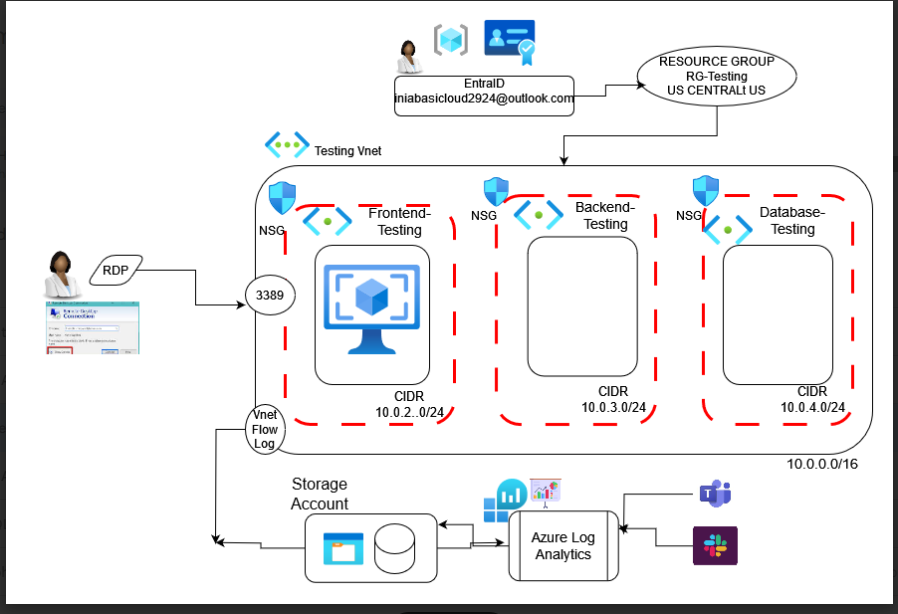 EntraID
iniabasicloud2924@outlook.com
RESOURCE GROUP
RG-Testing
US CENTRALt US
Testing Vnet
NSG
Frontend-
Testing
NSG
Backend-
Testing
NSG
Database-
Testing
RDP
3389
CIDR
10.0.2..0/24
CIDR
10.0.3.0/24
CIDR
10.0.4.0/24
Vnet
Flow
Log
10.0.0.0/16
Storage
Account
Azure Log
Analytics